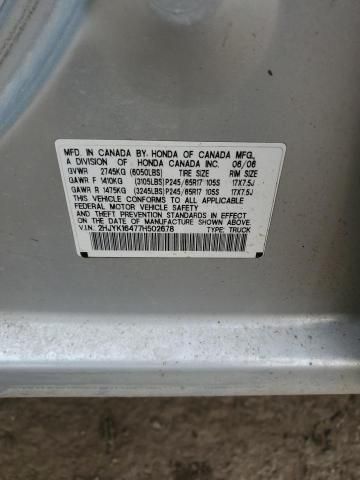 MFD. IN CANADA BY HONDA OF CANADA MFG.,
A DIVISION OF HONDA CANADA INC. 06/06
GVWR 2745KG (6050LBS) TIRE SIZE RIM SIZE
GAWR F 1410KG (3105LBS) P245/65R17 105S 17X7.5J
GAWR R 1475KG (3245LBS) P245/65R17 105S 17X7.5J
THIS VEHICLE CONFORMS TO ALL APPLICABLE
FEDERAL MOTOR VEHICLE SAFETY
STANDARDS IN EFFECT ON THE
DATE OF MANUFACTURE SHOWN ABOVE.
V.I.N.: 2HJYK16477H502678 TYPE: TRUCK